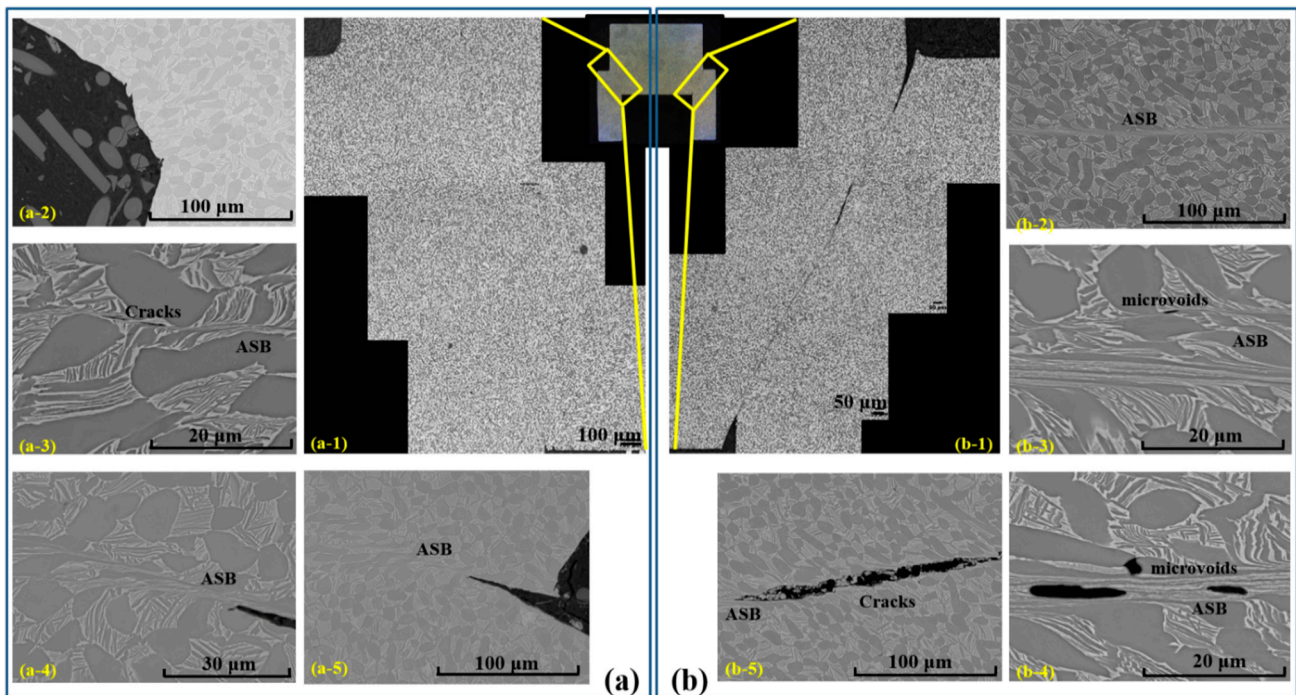 100 µm
(a-2)
Cracks
ASB
20 µm
(a-3)
ASB
30 µm
(a-4)
100 µm
(a-1)
ASB
100 µm
(a-5)
(a)
50 µm
(b-1)
ASB
100 µm
(b-2)
microvoids
ASB
20 µm
(b-3)
microvoids
ASB
20 µm
(b-4)
ASB
Cracks
100 µm
(b-5)
(b)